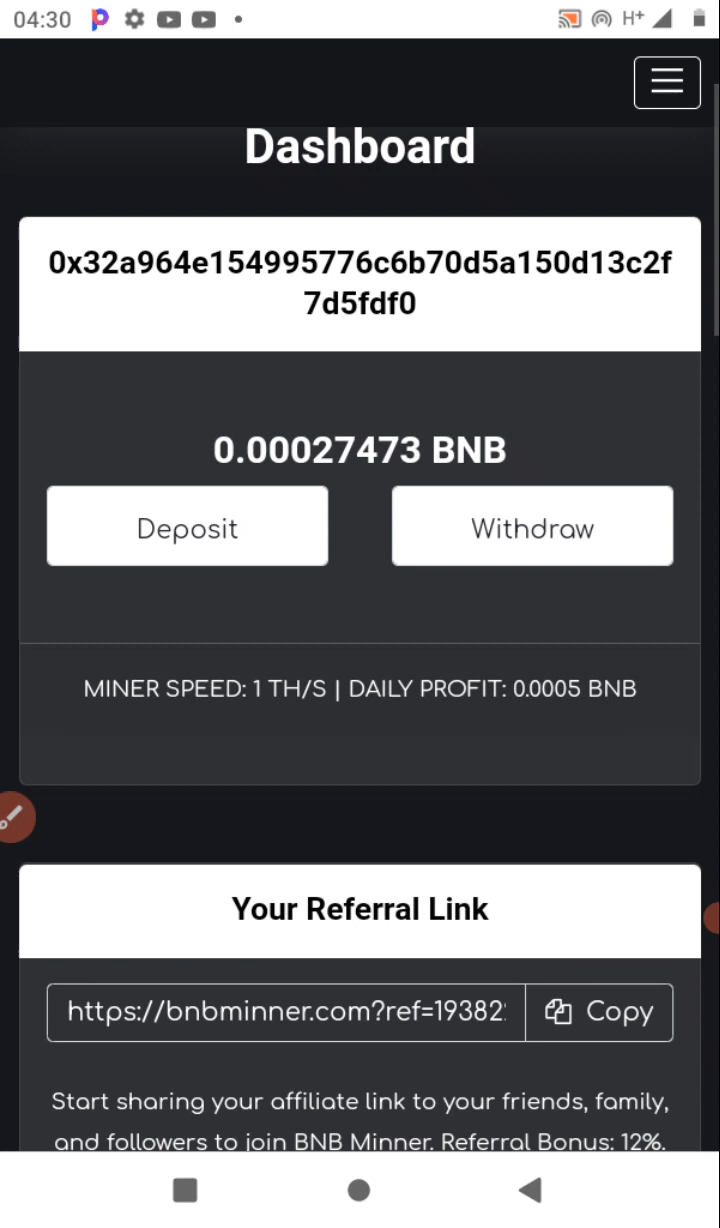 04:30
H+
Dashboard
0x32a964e154995776c6b70d5a150d13c2f
7d5fdf0
0.00027473 BNB
Deposit Withdraw
MINER SPEED: 1 TH/S | DAILY PROFIT: 0.0005 BNB
Your Referral Link
https://bnbminner.com?ref=19382 Copy
Start sharing your affiliate link to your friends, family,
and followers to join BNB Minner. Referral Bonus: 12%.